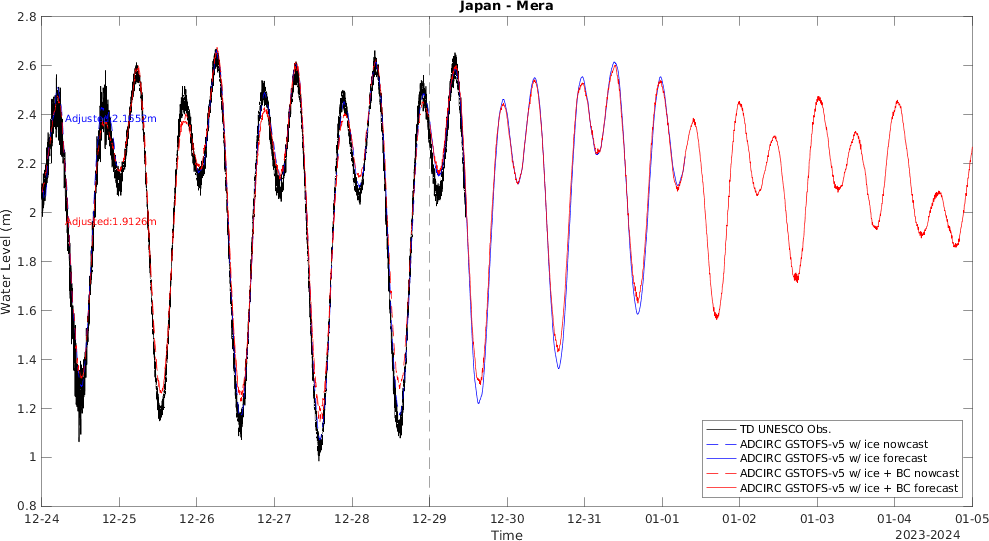 Japan - Mera
2.8
2.6
2.4
2.2
2
1.8
1.6
1.4
1.2
1
0.8
Water Level (m)
Adjusted:1.9126m
TD UNESCO Obs.
ADCIRC GSTOFS-v5 w/ ice nowcast
ADCIRC GSTOFS-v5 w/ ice forecast
ADCIRC GSTOFS-v5 w/ ice + BC nowcast
ADCIRC GSTOFS-v5 w/ ice + BC forecast
12-24 12-25 12-26 12-27 12-28 12-29 12-30 12-31 01-01 01-02 01-03 01-04 01-05
Time
2023-2024